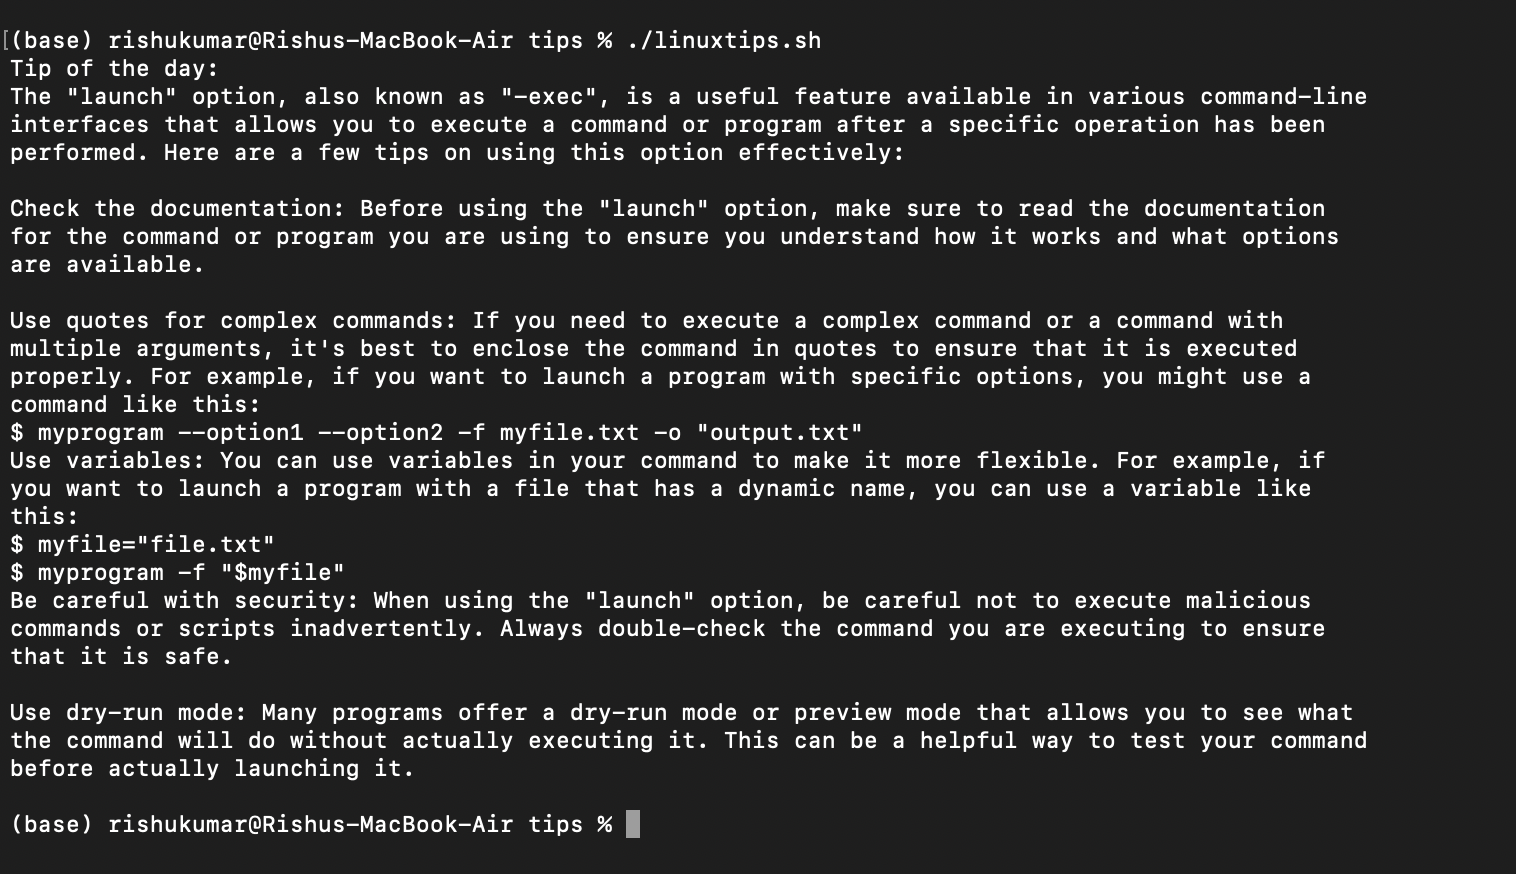 [(base) rishukumar@Rishus-MacBook-Air tips % ./linuxtips.sh
Tip of the day:
The "launch" option, also known as "-exec", is a useful feature available in various command-line
interfaces that allows you to execute a command or program after a specific operation has been
performed. Here are a few tips on using this option effectively:

Check the documentation: Before using the "launch" option, make sure to read the documentation
for the command or program you are using to ensure you understand how it works and what options
are available.

Use quotes for complex commands: If you need to execute a complex command or a command with
multiple arguments, it's best to enclose the command in quotes to ensure that it is executed
properly. For example, if you want to launch a program with specific options, you might use a
command like this:
$ myprogram --option1 --option2 -f myfile.txt -o "output.txt"
Use variables: You can use variables in your command to make it more flexible. For example, if
you want to launch a program with a file that has a dynamic name, you can use a variable like
this:
$ myfile="file.txt"
$ myprogram -f "$myfile"
Be careful with security: When using the "launch" option, be careful not to execute malicious
commands or scripts inadvertently. Always double-check the command you are executing to ensure
that it is safe.

Use dry-run mode: Many programs offer a dry-run mode or preview mode that allows you to see what
the command will do without actually executing it. This can be a helpful way to test your command
before actually launching it.

(base) rishukumar@Rishus-MacBook-Air tips %